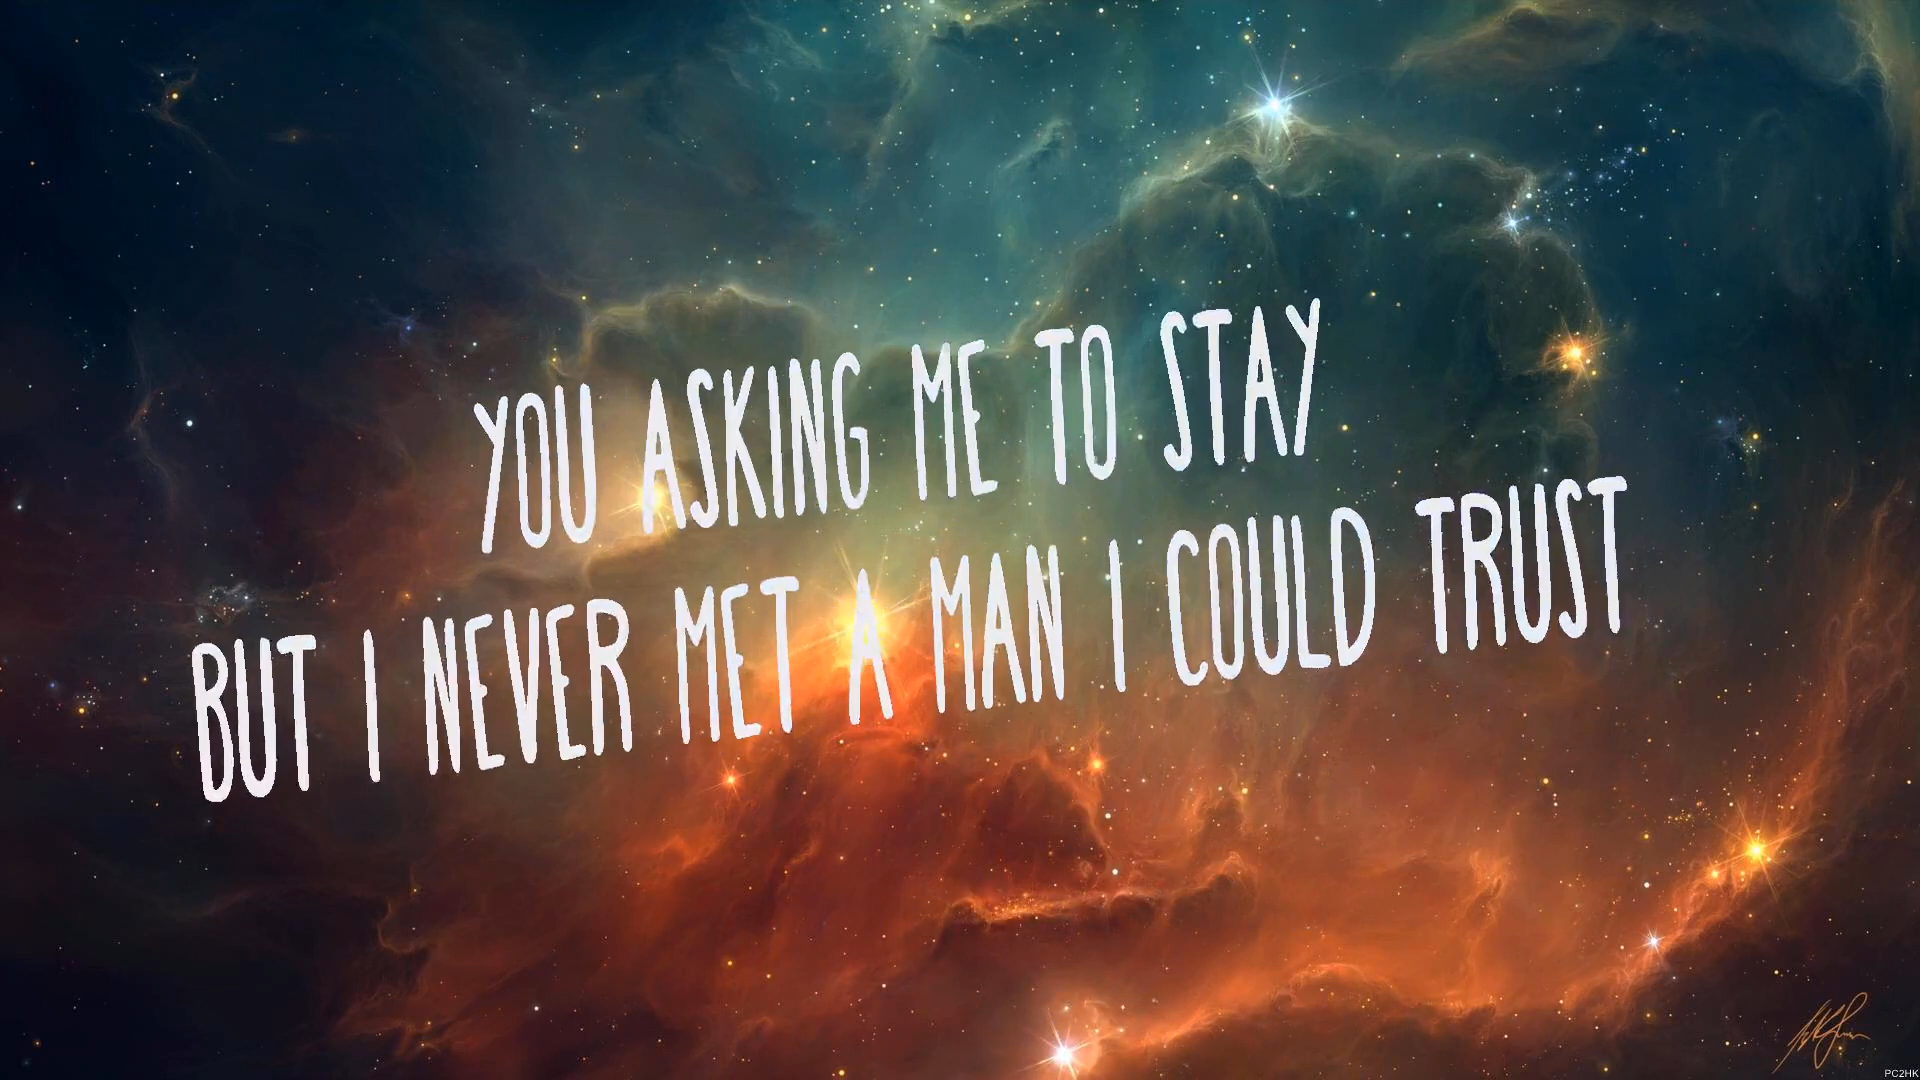 YOU ASKING ME TO STAY
BUT I NEVER MET A MAN I COULD TRUST
PC2HK